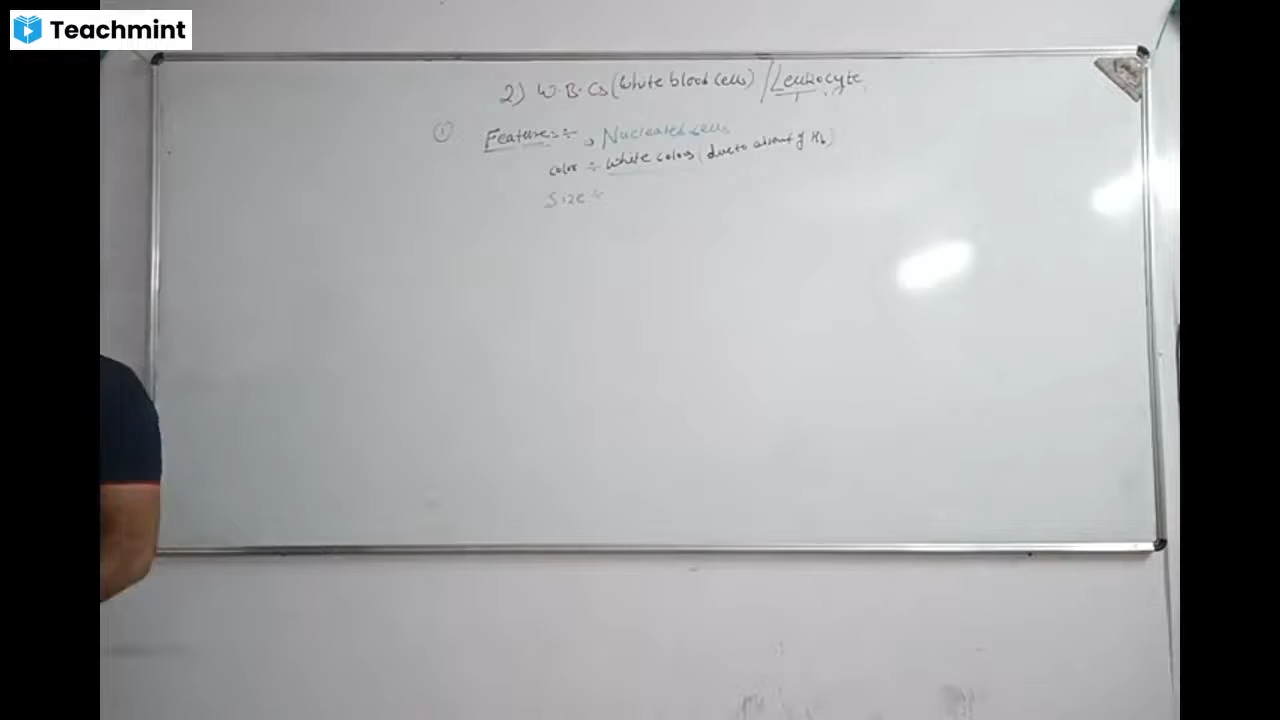 Teachmint
2) W.B.Cs (White blood cells) / Leukocyte
① Features :- → Nucleated cells
color :- White colors (due to absent of Hb)
Size :-